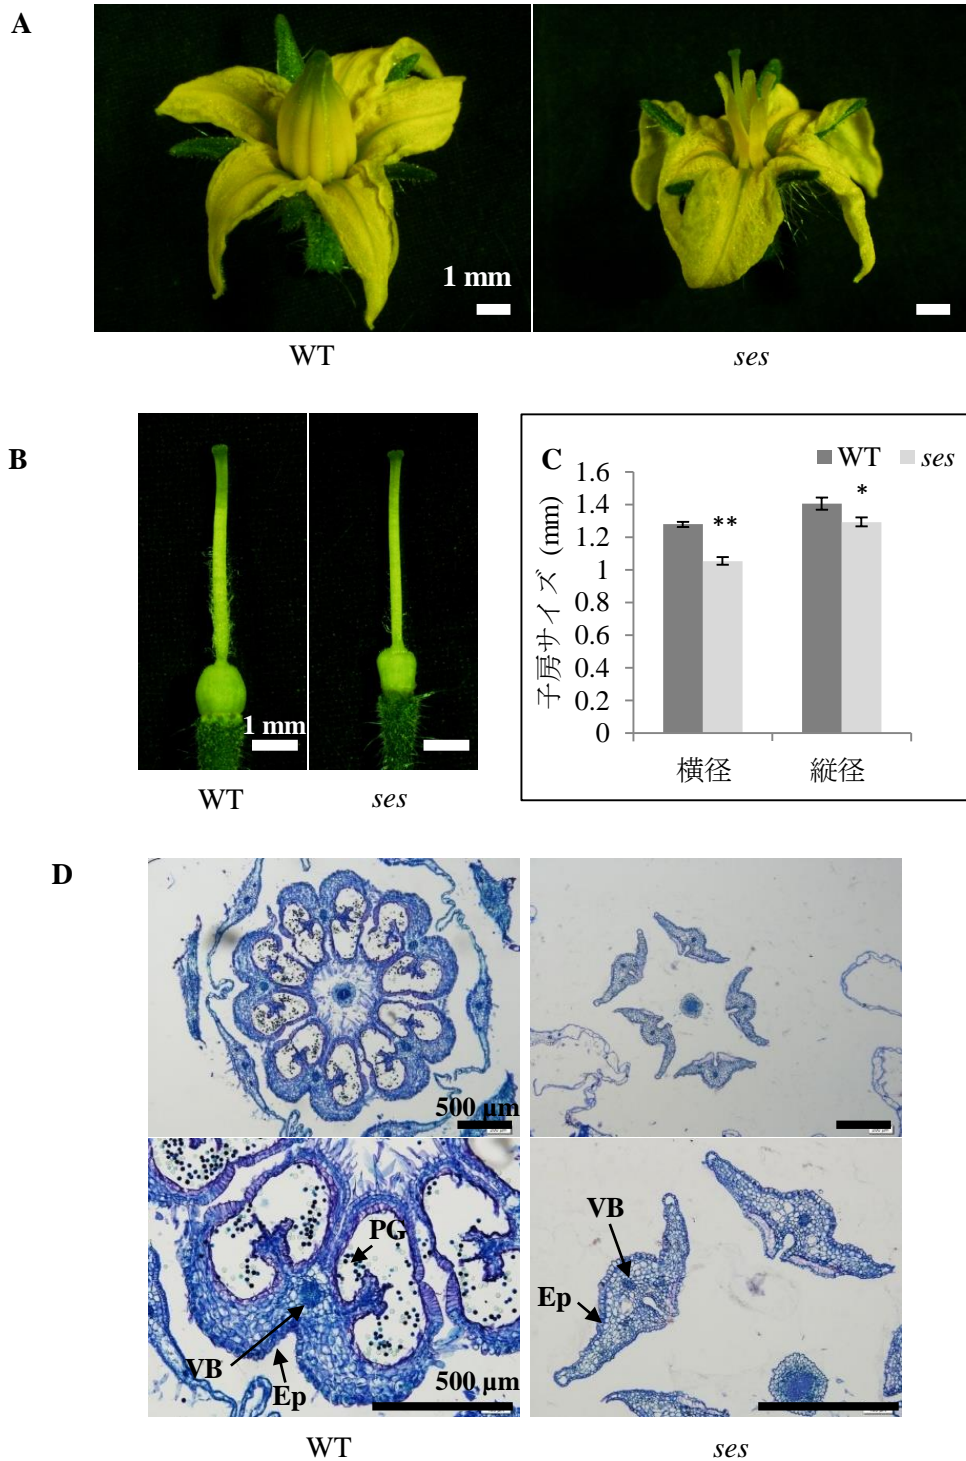 A
1 mm
WT
ses
B
1 mm
WT
ses
C
WT
ses
子房サイズ (mm)
1.6
1.4
1.2
1
0.8
0.6
0.4
0.2
0
**
*
横径
縦径
D
500 µm
PG
VB
Ep
500 µm
VB
Ep
WT
ses